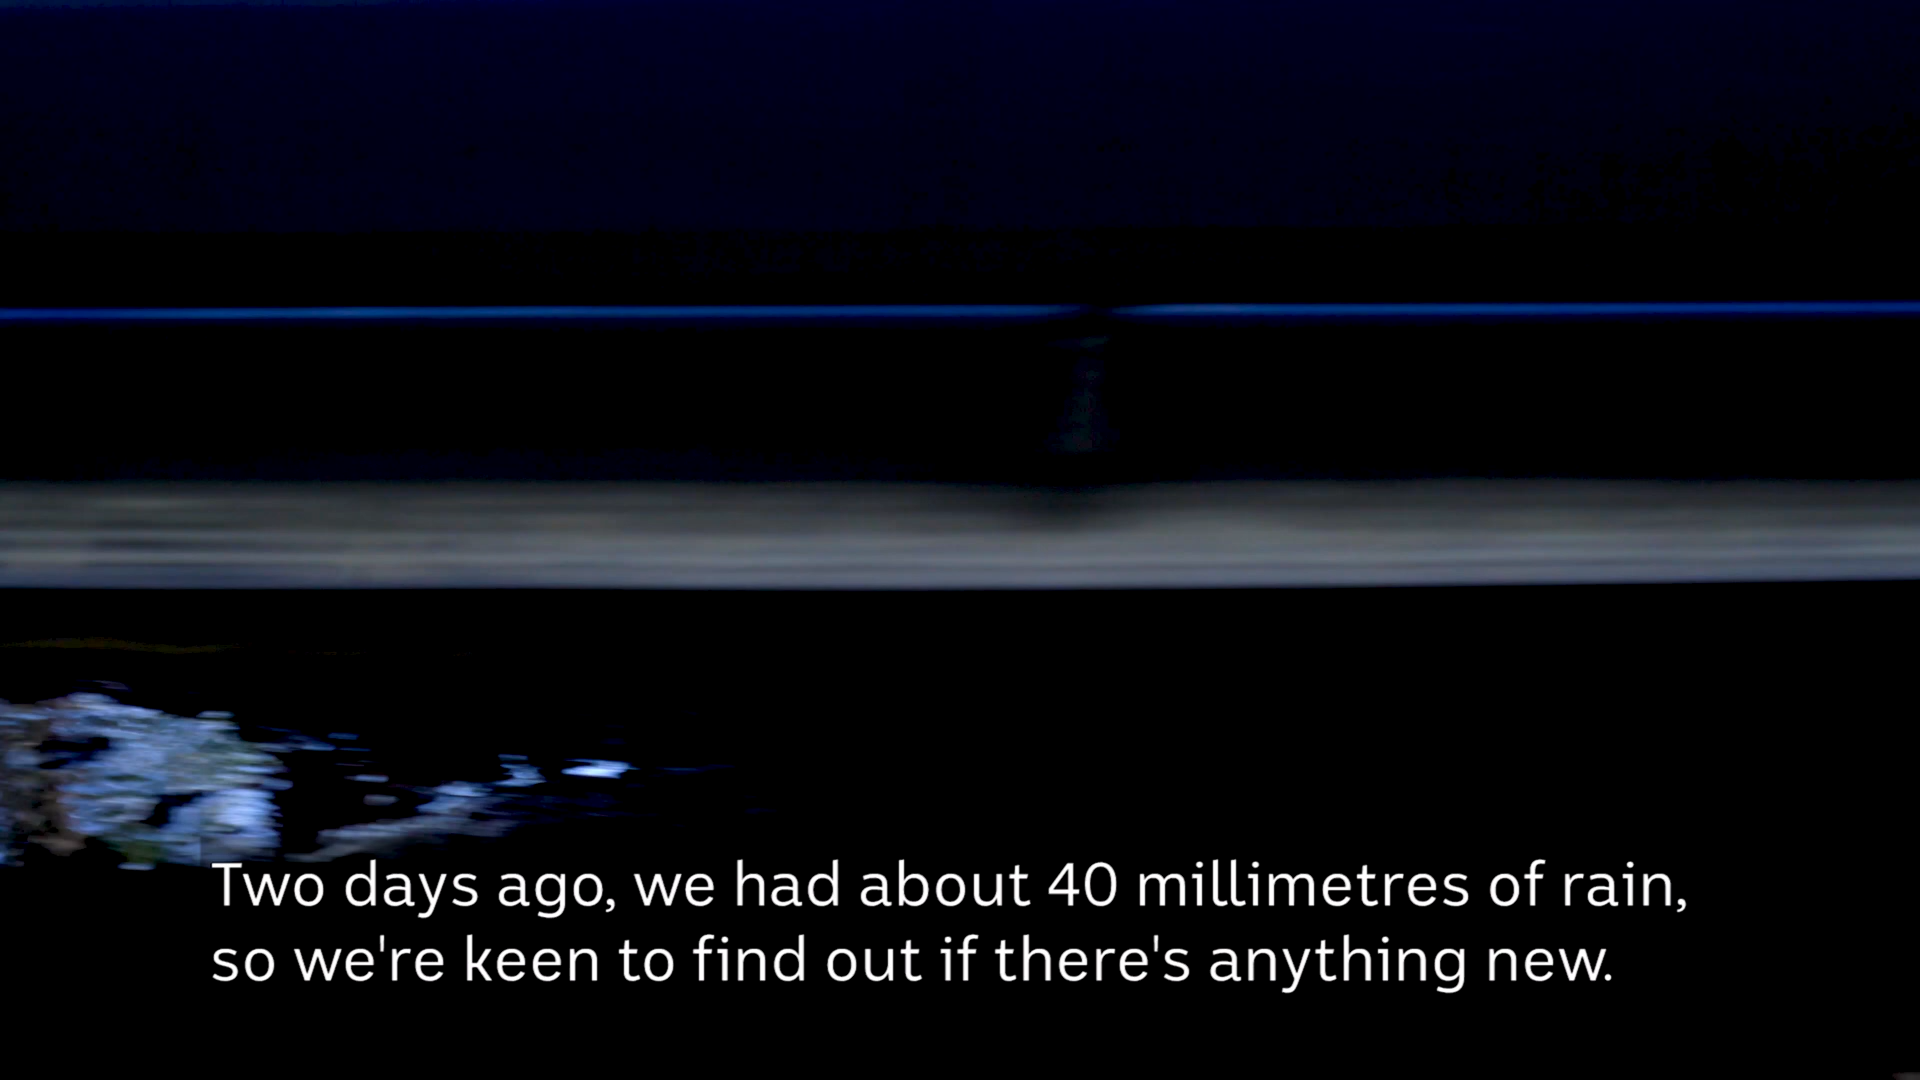 Two days ago, we had about 40 millimetres of rain,
so we're keen to find out if there's anything new.